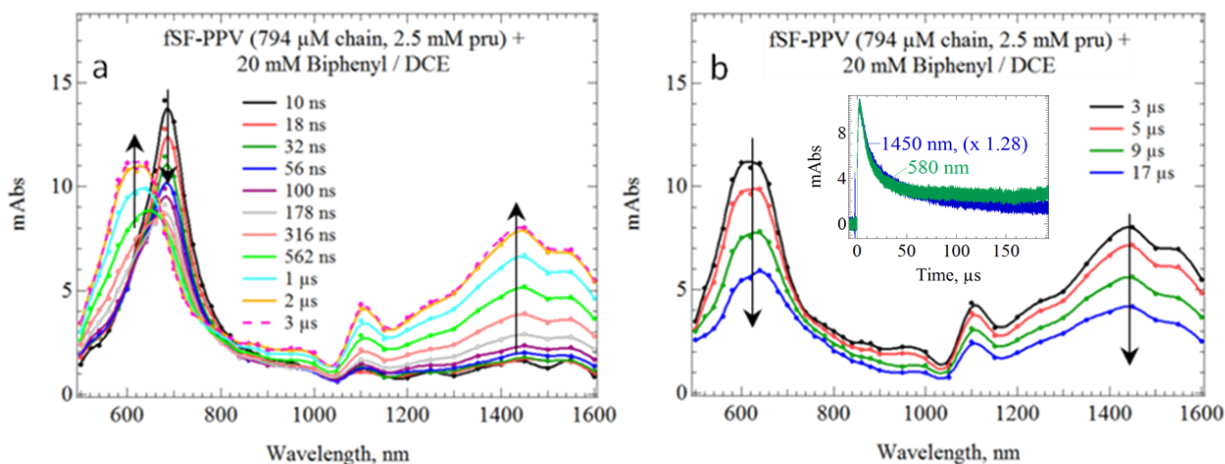 a
fSF-PPV (794 µM chain, 2.5 mM pru) +
20 mM Biphenyl / DCE
10 ns
18 ns
32 ns
56 ns
100 ns
178 ns
316 ns
562 ns
1 µs
2 µs
3 µs
15
10
5
0
mAbs
600
800
1000
1200
1400
1600
Wavelength, nm
b
fSF-PPV (794 µM chain, 2.5 mM pru) +
20 mM Biphenyl / DCE
3 µs
5 µs
9 µs
17 µs
1450 nm, (x 1.28)
580 nm
8
4
0
mAbs
0
50
100
150
Time, µs
15
10
5
0
mAbs
600
800
1000
1200
1400
1600
Wavelength, nm